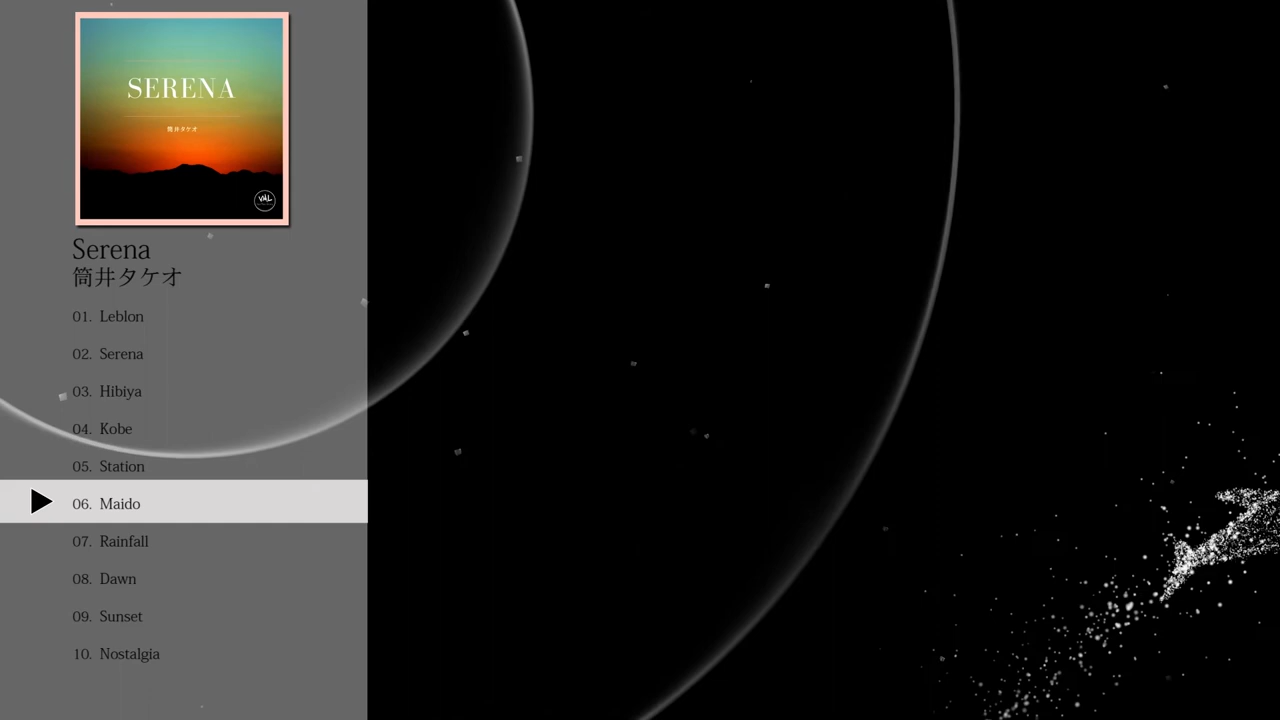 SERENA
筒井タケオ
VAL
Serena
筒井タケオ
01. Leblon
02. Serena
03. Hibiya
04. Kobe
05. Station
06. Maido
07. Rainfall
08. Dawn
09. Sunset
10. Nostalgia